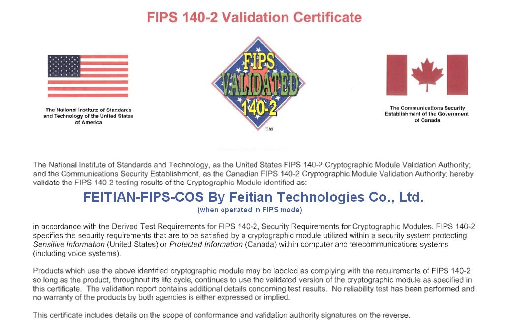 FIPS 140-2 Validation Certificate
The National Institute of Standards
and Technology of the United States
of America
FIPS
VALIDATED
140-2
TM
The Communications Security
Establishment of the Government
of Canada
The National Institute of Standards and Technology, as the United States FIPS 140-2 Cryptographic Module Validation Authority;
and the Communications Security Establishment, as the Canadian FIPS 140-2 Cryptographic Module Validation Authority; hereby
validate the FIPS 140-2 testing results of the Cryptographic Module identified as:
FEITIAN-FIPS-COS By Feitian Technologies Co., Ltd.
(when operated in FIPS mode)
in accordance with the Derived Test Requirements for FIPS 140-2, Security Requirements for Cryptographic Modules. FIPS 140-2
specifies the security requirements that are to be satisfied by a cryptographic module utilized within a security system protecting
Sensitive Information (United States) or Protected Information (Canada) within computer and telecommunications systems
(including voice systems).
Products which use the above identified cryptographic module may be labeled as complying with the requirements of FIPS 140-2
so long as the product, throughout its life cycle, continues to use the validated version of the cryptographic module as specified in
this certificate. The validation report contains additional details concerning test results. No reliability test has been performed and
no warranty of the products by both agencies is either expressed or implied.
This certificate includes details on the scope of conformance and validation authority signatures on the reverse.